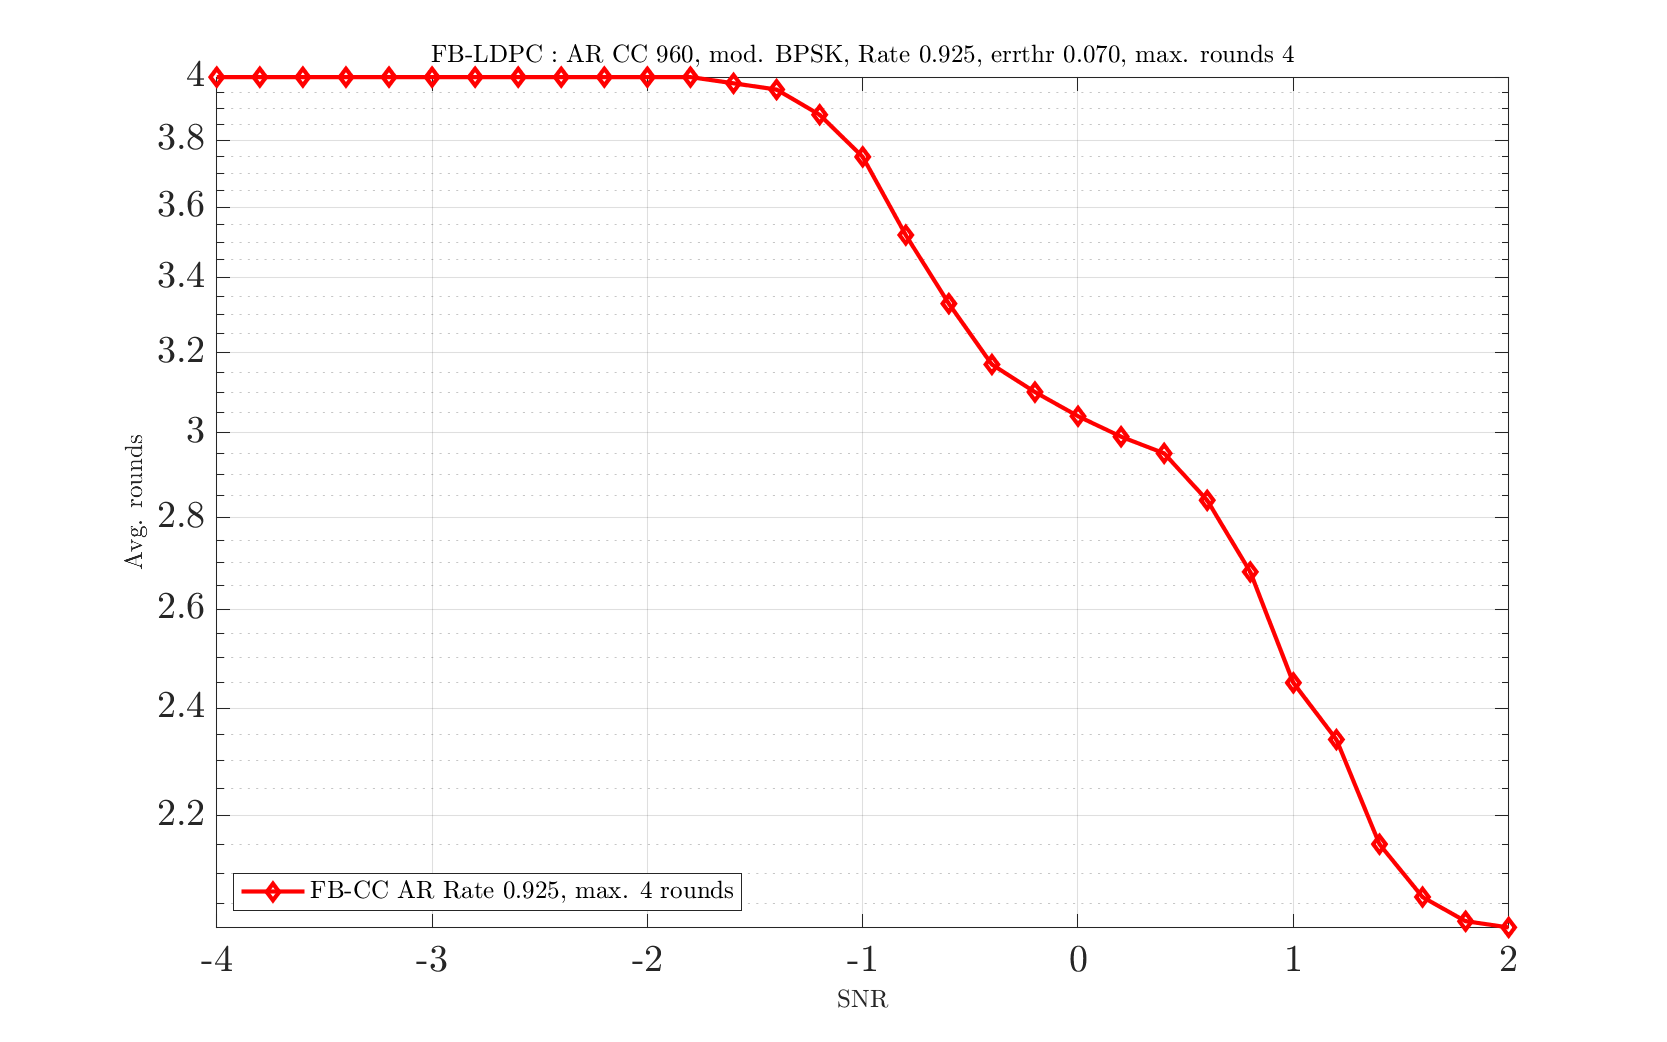 FB-LDPC : AR CC 960, mod. BPSK, Rate 0.925, errthr 0.070, max. rounds 4
4
3.8
3.6
3.4
3.2
3
2.8
2.6
2.4
2.2
Avg. rounds
FB-CC AR Rate 0.925, max. 4 rounds
-4 -3 -2 -1 0 1 2
SNR